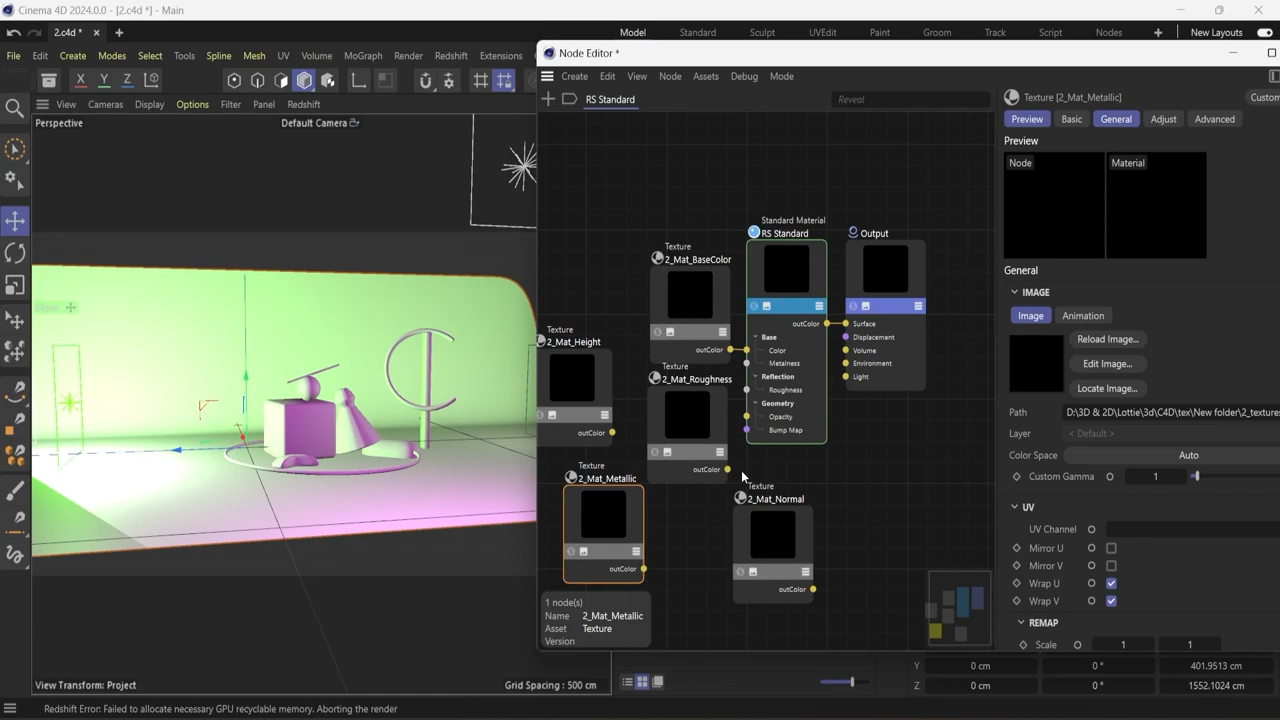 Cinema 4D 2024.0.0 - [2.c4d *] - Main
2.c4d *
Model Standard Sculpt UVEdit Paint Groom Track Script Nodes New Layouts
File Edit Create Modes Select Tools Spline Mesh UV Volume MoGraph Render Redshift Extensions
Node Editor *
X Y Z
Create Edit View Node Assets Debug Mode
View Cameras Display Options Filter Panel Redshift
RS Standard
Reveal
Texture [2_Mat_Metallic]
Custom
Perspective
Default Camera
Preview Basic General Adjust Advanced
Preview
Node
Material
Standard Material
RS Standard
Output
Texture
2_Mat_BaseColor
outColor
Surface
Base
Displacement
outColor
Color
Volume
Metalness
Environment
Reflection
Light
Roughness
Geometry
Opacity
Bump Map
Texture
2_Mat_Height
outColor
Texture
2_Mat_Roughness
outColor
Texture
2_Mat_Metallic
outColor
Texture
2_Mat_Normal
outColor
1 node(s)
Name 2_Mat_Metallic
Asset Texture
Version
General
IMAGE
Image Animation
Reload Image...
Edit Image...
Locate Image...
Path D:\3D & 2D\Lottie\3d\C4D\tex\New folder\2_textures
Layer < Default >
Color Space Auto
Custom Gamma 1
UV
UV Channel
Mirror U
Mirror V
Wrap U
Wrap V
REMAP
Scale 1 1
Move
View Transform: Project
Grid Spacing : 500 cm
Y 0 cm 0 ° 401.9513 cm
Z 0 cm 0 ° 1552.1024 cm
Redshift Error: Failed to allocate necessary GPU recyclable memory. Aborting the render